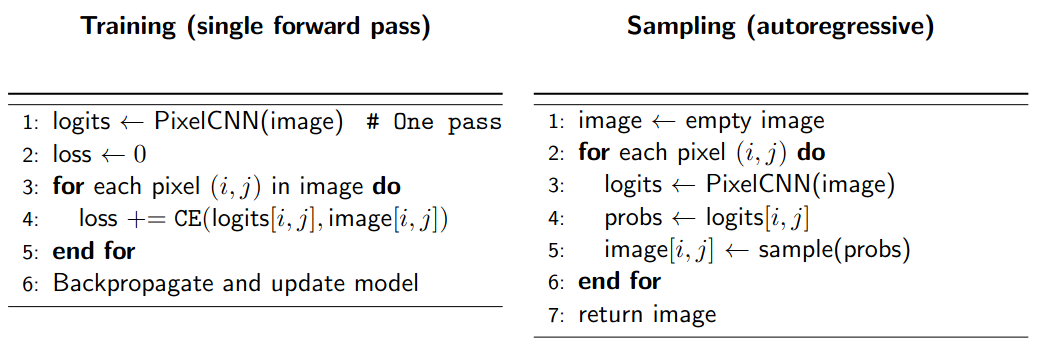 Training (single forward pass)
1: logits ← PixelCNN(image) # One pass
2: loss ← 0
3: for each pixel (i, j) in image do
4: loss += CE(logits[i, j], image[i, j])
5: end for
6: Backpropagate and update model
Sampling (autoregressive)
1: image ← empty image
2: for each pixel (i, j) do
3: logits ← PixelCNN(image)
4: probs ← logits[i, j]
5: image[i, j] ← sample(probs)
6: end for
7: return image